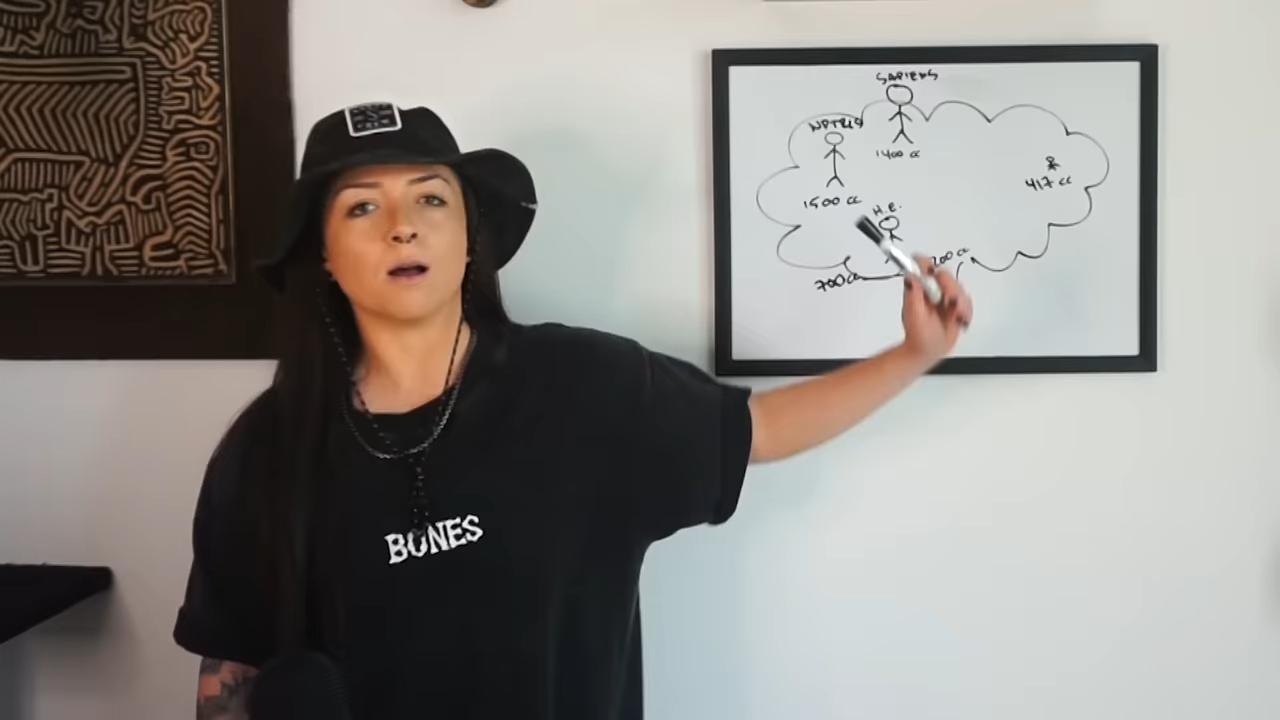 SAPIENS
1400 cc
1500 cc
417 cc
H.E.
700 cc
BONES